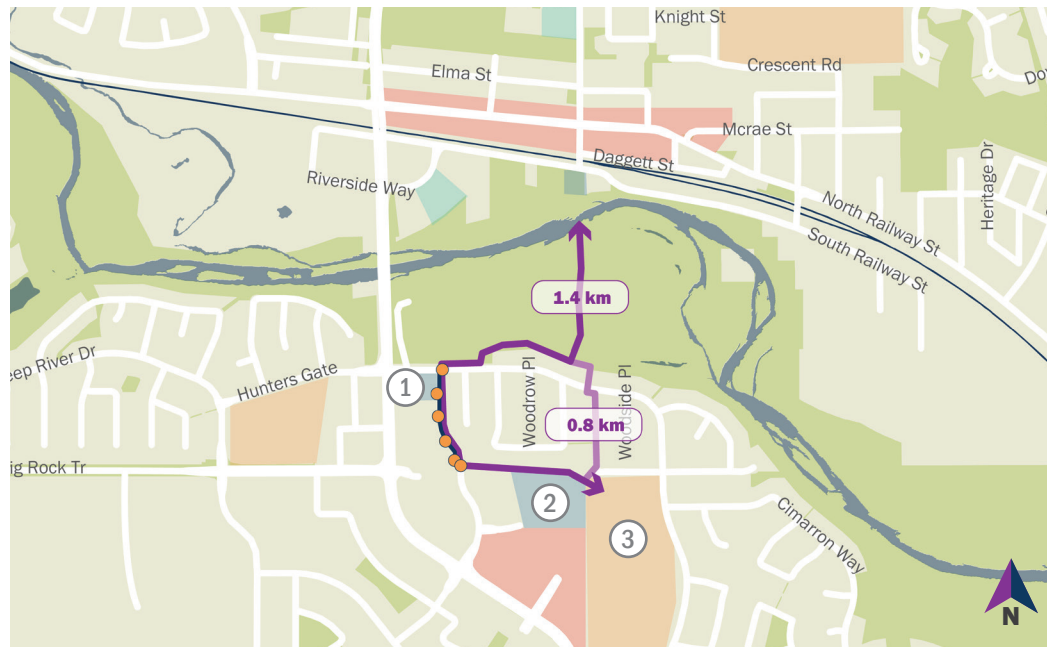 Knight St
Elma St
Crescent Rd
Mcrae St
Daggett St
Riverside Way
Heritage Dr
North Railway St
South Railway St
1.4 km
eep River Dr
Hunters Gate
1
Woodrow Pl
Woodside Pl
0.8 km
ig Rock Tr
2
3
Cimarron Way
N